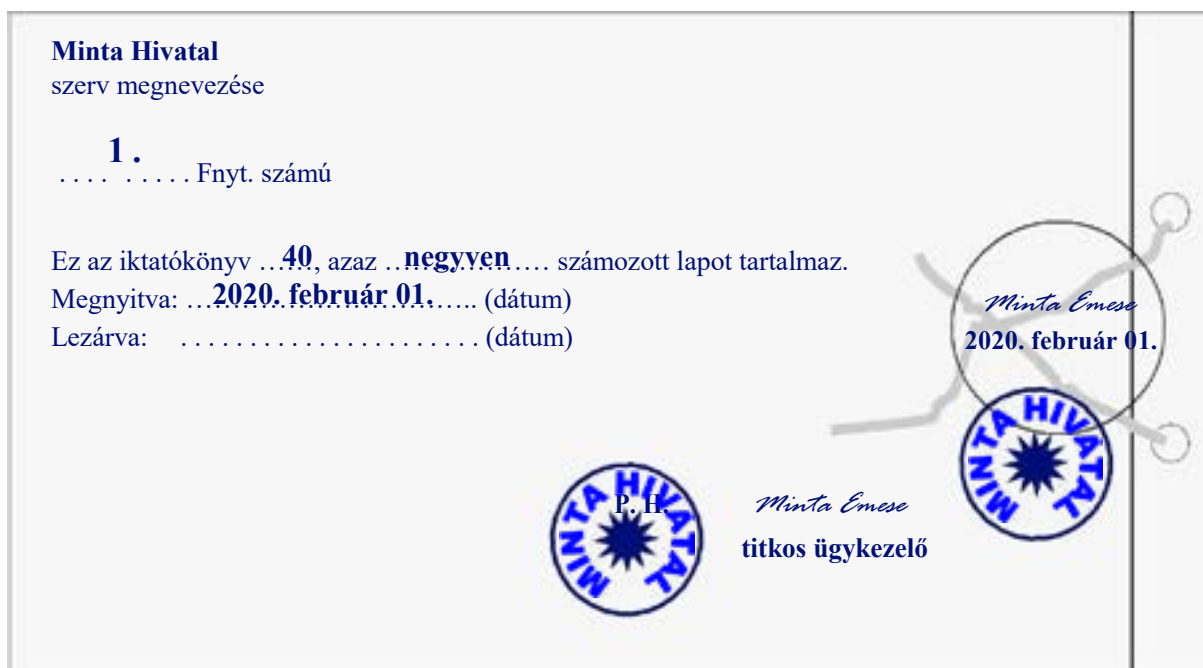 Minta Hivatal
szerv megnevezése
1.
. . . . . . . . . Fnyt. számú
Ez az iktatókönyv …40, azaz …negyven…… számozott lapot tartalmaz.
Megnyitva: …2020. február 01.….. (dátum)
Lezárva: . . . . . . . . . . . . . . . . . . . . . . (dátum)
Minta Emese
2020. február 01.
MINTA HIVATAL
MINTA HIVATAL
P. H.
Minta Emese
titkos ügykezelő